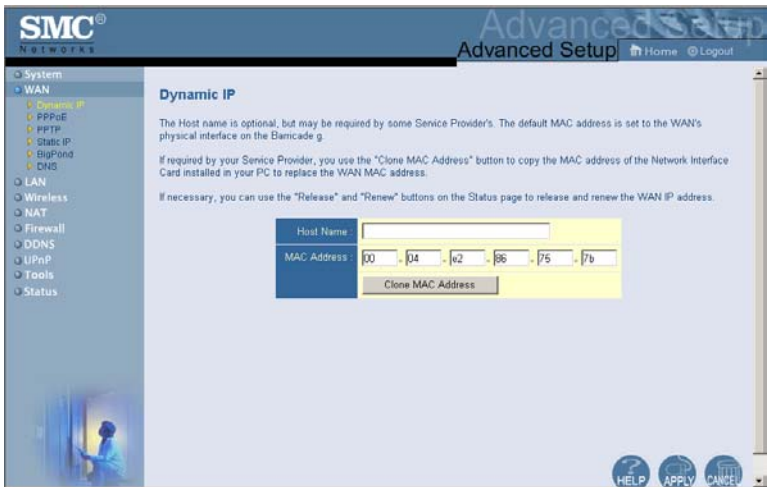 SMC®
Networks
Advanced Setup
Advanced Setup
Home
Logout
System
WAN
Dynamic IP
PPPoE
PPTP
Static IP
BigPond
DNS
LAN
Wireless
NAT
Firewall
DDNS
UPnP
Tools
Status
Dynamic IP
The Host name is optional, but may be required by some Service Provider's. The default MAC address is set to the WAN's
physical interface on the Barricade g.
If required by your Service Provider, you use the "Clone MAC Address" button to copy the MAC address of the Network Interface
Card installed in your PC to replace the WAN MAC address.
If necessary, you can use the "Release" and "Renew" buttons on the Status page to release and renew the WAN IP address.
Host Name :
MAC Address : 00 - 04 - e2 - 86 - 75 - 7b
Clone MAC Address
HELP
APPLY
CANCEL